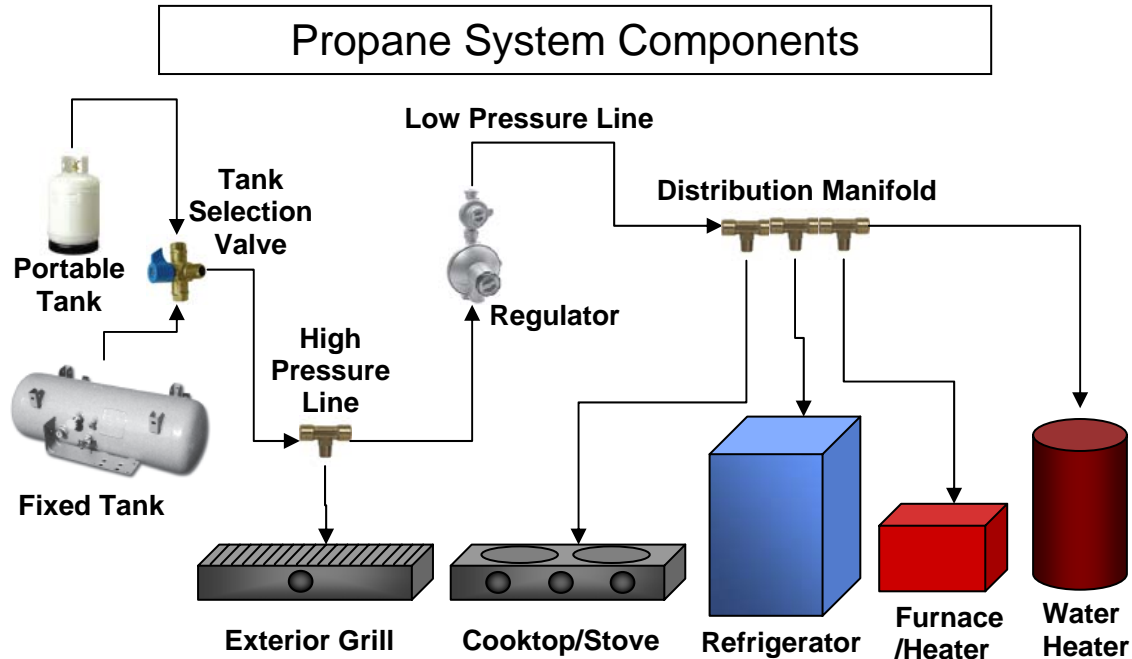 Propane System Components
Low Pressure Line
Tank
Selection
Valve
Distribution Manifold
Portable
Tank
Regulator
High
Pressure
Line
Fixed Tank
Exterior Grill
Cooktop/Stove
Refrigerator
Furnace
/Heater
Water
Heater